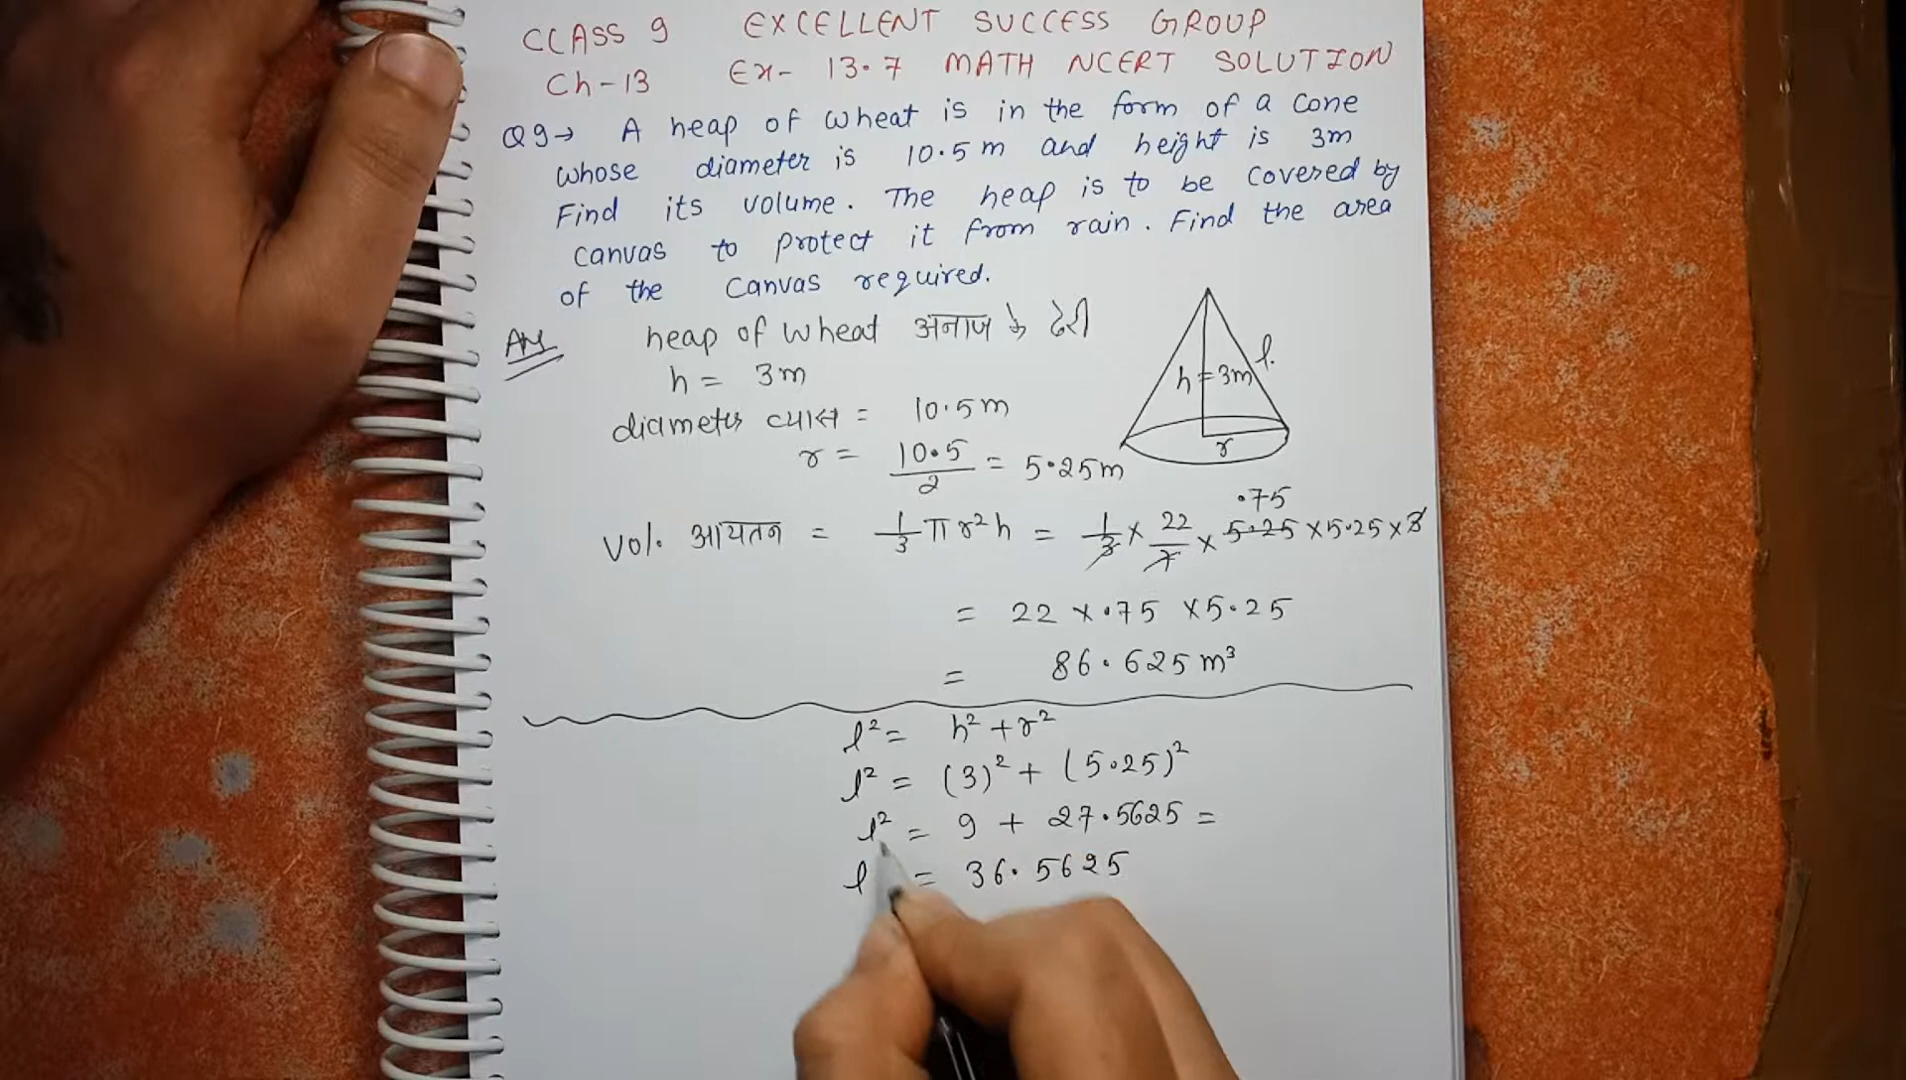 CLASS 9 EXCELLENT SUCCESS GROUP
Ch-13 Ex- 13.7 MATH NCERT SOLUTION
Q9→ A heap of wheat is in the form of a cone
whose diameter is 10.5 m and height is 3m
Find its volume. The heap is to be covered by
canvas to protect it from rain. Find the area
of the canvas required.
Ans heap of wheat अनाज के ढेरी
h = 3m
diameter व्यास = 10.5m
r = 10.5/2 = 5.25m
h = 3m
l.
r
Vol. आयतन = 1/3 π r² h = 1/3 × 22/7 × 5.25 × 5.25 × 3
.75
= 22 × .75 × 5.25
= 86.625 m³
l² = h² + r²
l² = (3)² + (5.25)²
l² = 9 + 27.5625 =
l = 36.5625